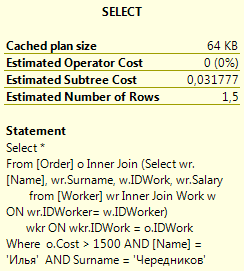 SELECT
Cached plan size 64 KB
Estimated Operator Cost 0 (0%)
Estimated Subtree Cost 0,031777
Estimated Number of Rows 1,5
Statement
Select *
From [Order] o Inner Join (Select wr.
[Name], wr.Surname, w.IDWork, wr.Salary
from [Worker] wr Inner Join Work w
ON wr.IDWorker= w.IDWorker)
wkr ON wkr.IDWork = o.IDWork
Where o.Cost > 1500 AND [Name] =
'Илья' AND Surname = 'Чередников'